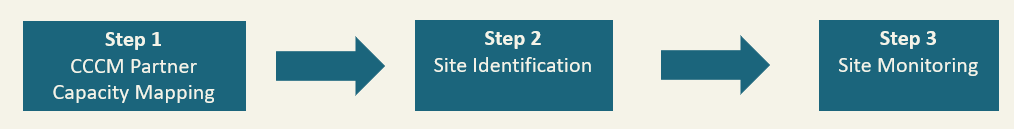 Step 1
CCCM Partner
Capacity Mapping
Step 2
Site Identification
Step 3
Site Monitoring